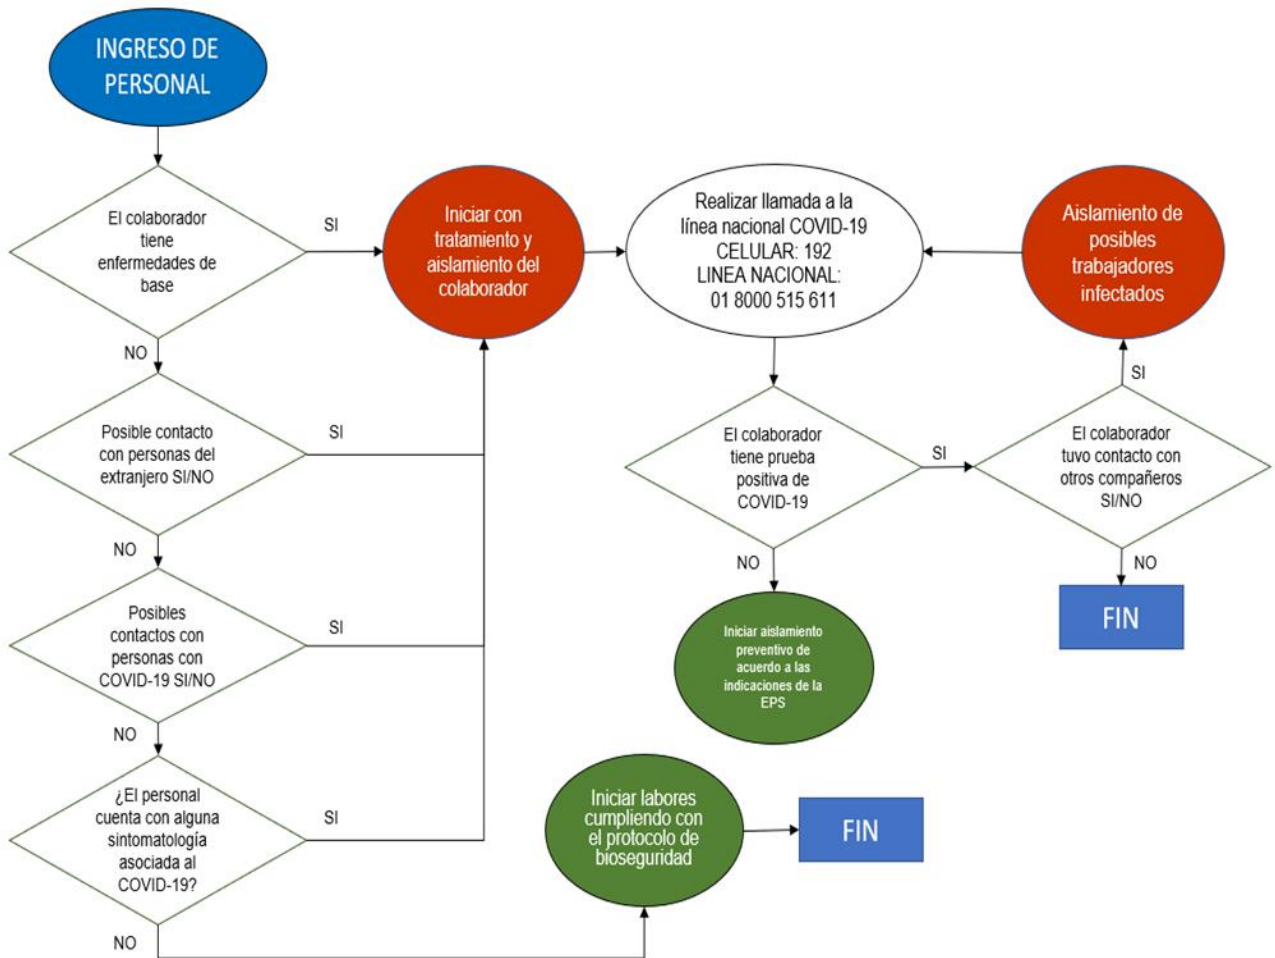 INGRESO DE
PERSONAL
El colaborador
tiene
enfermedades de
base
SI
NO
Iniciar con
tratamiento y
aislamiento del
colaborador
Realizar llamada a la
línea nacional COVID-19
CELULAR: 192
LINEA NACIONAL:
01 8000 515 611
Aislamiento de
posibles
trabajadores
infectados
Posible contacto
con personas del
extranjero SI/NO
SI
NO
El colaborador
tiene prueba
positiva de
COVID-19
SI
NO
El colaborador
tuvo contacto con
otros compañeros
SI/NO
SI
NO
FIN
Iniciar aislamiento
preventivo de
acuerdo a las
indicaciones de la
EPS
Posibles
contactos con
personas con
COVID-19 SI/NO
SI
NO
¿El personal
cuenta con alguna
sintomatología
asociada al
COVID-19?
SI
NO
Iniciar labores
cumpliendo con
el protocolo de
bioseguridad
FIN